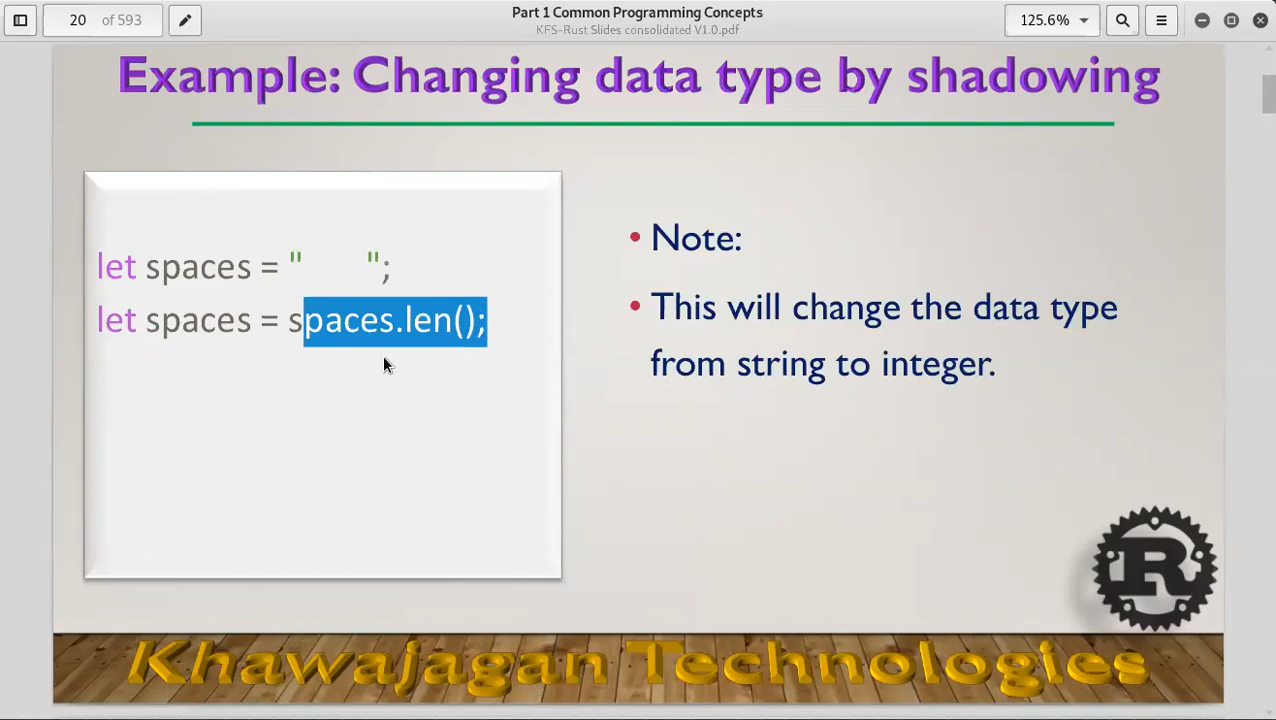 20 of 593
Part 1 Common Programming Concepts
KFS-Rust Slides consolidated V1.0.pdf
125.6%
Example: Changing data type by shadowing
let spaces = "      ";
let spaces = spaces.len();
• Note:
• This will change the data type
from string to integer.
R
Khawajagan Technologies